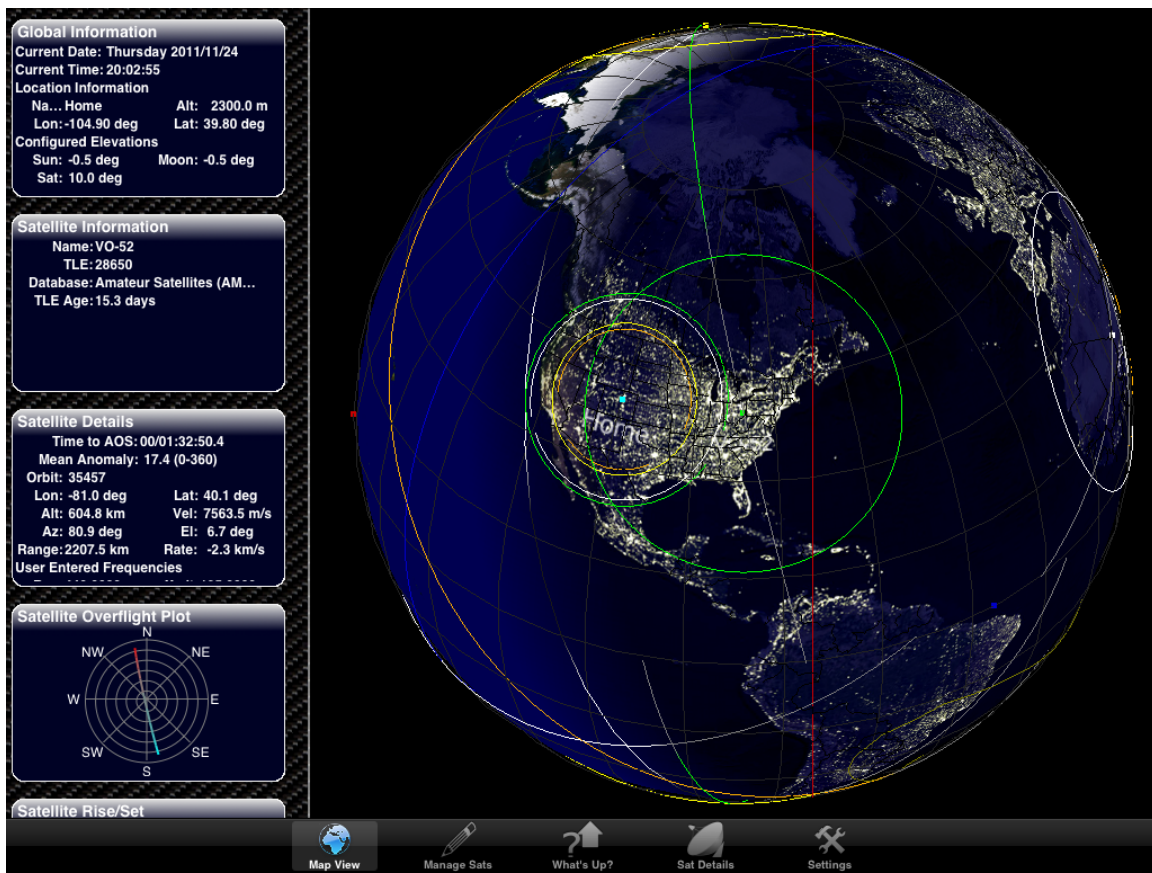 Global Information
Current Date: Thursday 2011/11/24
Current Time: 20:02:55
Location Information
Na... Home Alt: 2300.0 m
Lon: -104.90 deg Lat: 39.80 deg
Configured Elevations
Sun: -0.5 deg Moon: -0.5 deg
Sat: 10.0 deg
Satellite Information
Name: VO-52
TLE: 28650
Database: Amateur Satellites (AM...
TLE Age: 15.3 days
Satellite Details
Time to AOS: 00/01:32:50.4
Mean Anomaly: 17.4 (0-360)
Orbit: 35457
Lon: -81.0 deg Lat: 40.1 deg
Alt: 604.8 km Vel: 7563.5 m/s
Az: 80.9 deg El: 6.7 deg
Range: 2207.5 km Rate: -2.3 km/s
User Entered Frequencies
Satellite Overflight Plot
N
NW NE
W E
SW SE
S
Satellite Rise/Set
Home
Map View Manage Sats What's Up? Sat Details Settings